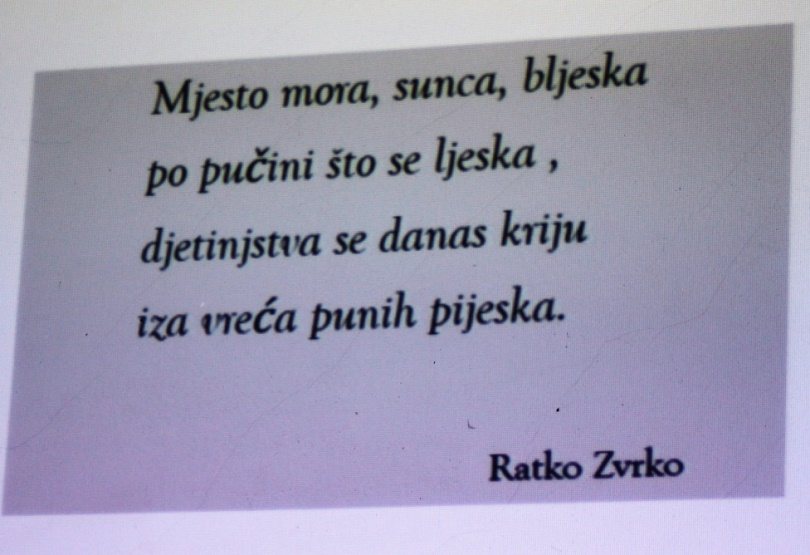 Mjesto mora, sunca, bljeska
po pučini što se ljeska ,
djetinjstva se danas kriju
iza vreća punih pijeska.
Ratko Zvrko